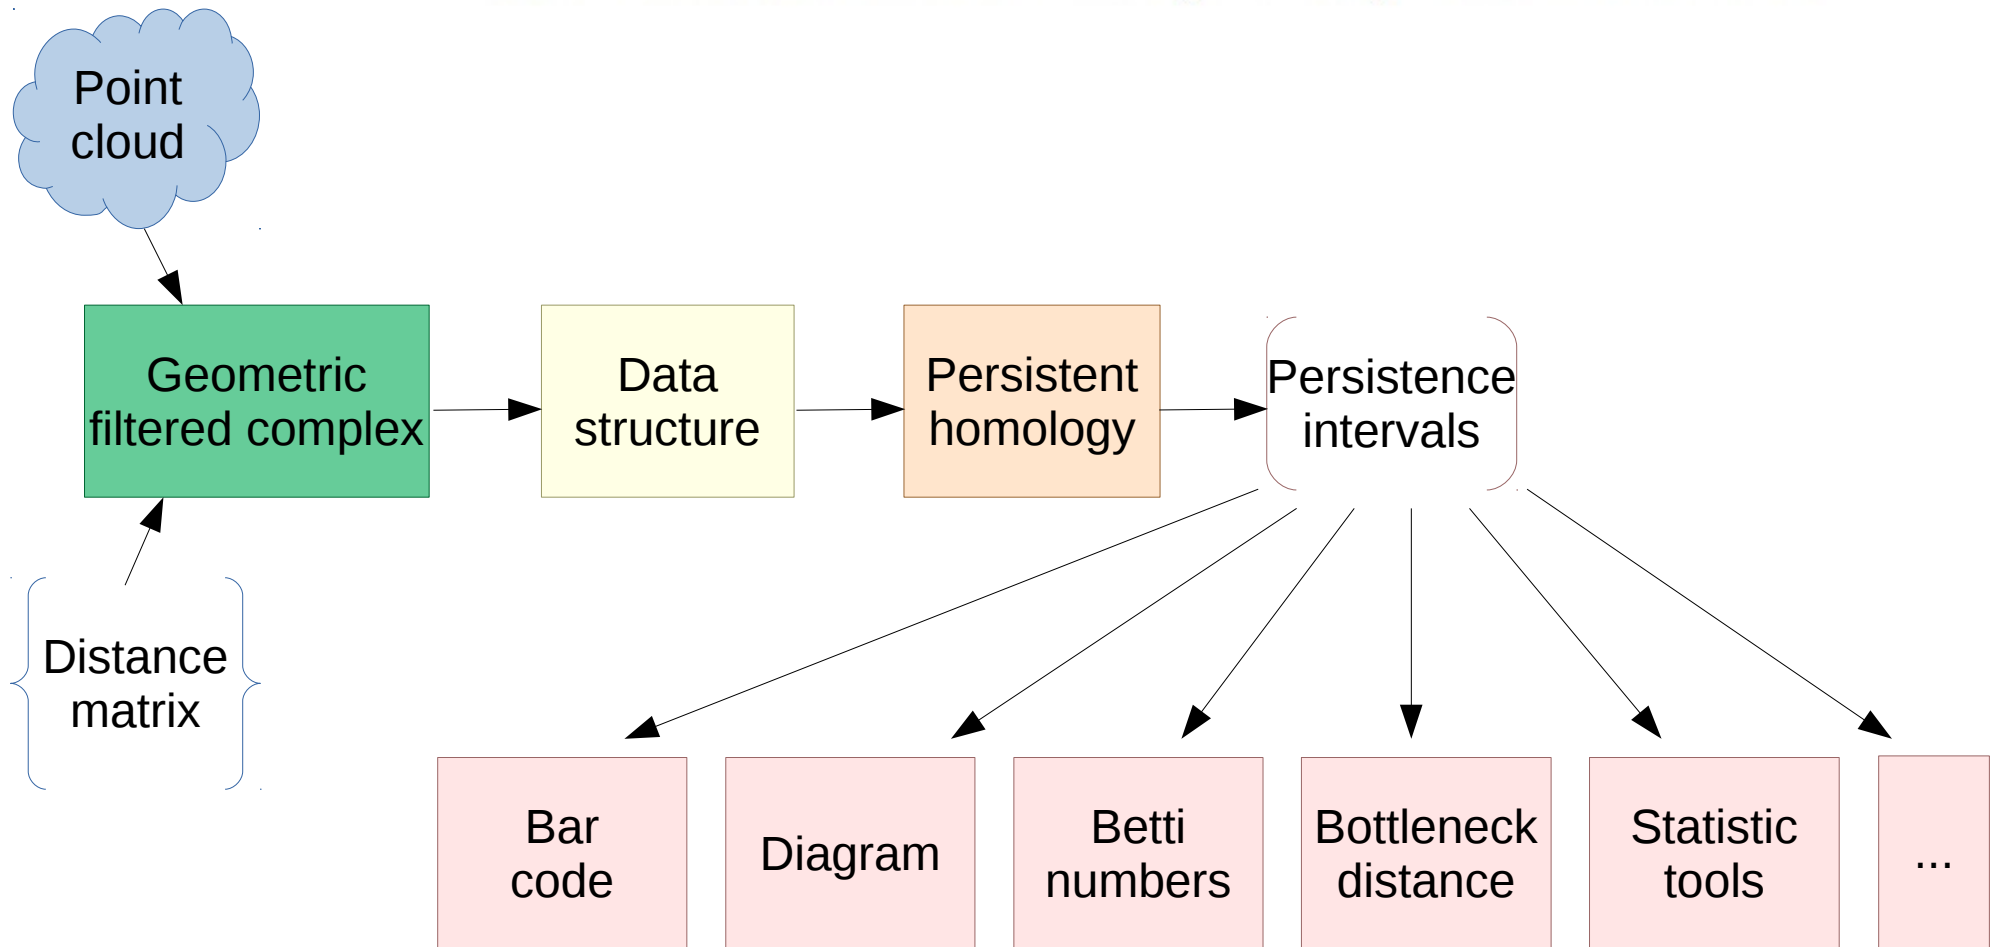 Point
cloud
Geometric
filtered complex
Data
structure
Persistent
homology
Persistence
intervals
Distance
matrix
Bar
code
Diagram
Betti
numbers
Bottleneck
distance
Statistic
tools
...